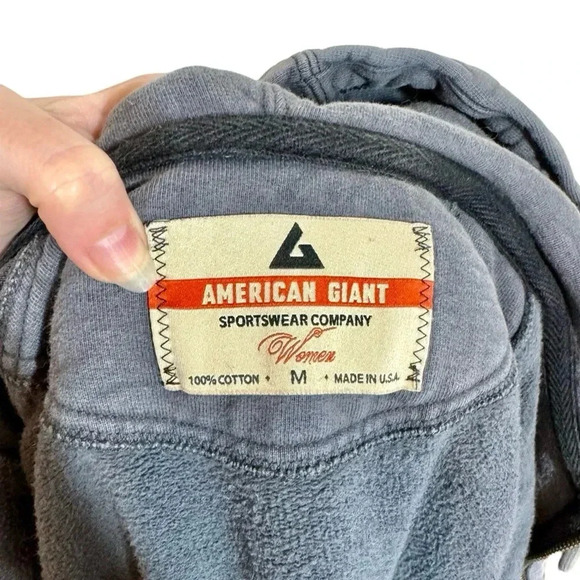 AMERICAN GIANT
SPORTSWEAR COMPANY
Women
100% COTTON • M • MADE IN U.S.A.